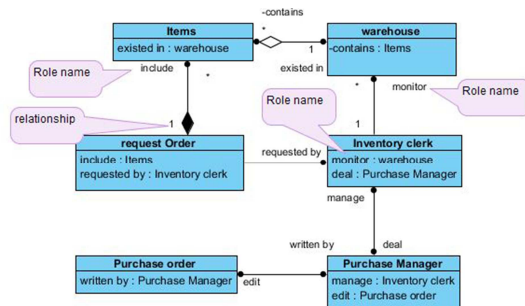 -contains
Items
*
warehouse
existed in : warehouse
1
-contains : Items
include
*
existed in
Role name
*
monitor
Role name
Role name
relationship
1
1
request Order
requested by
Inventory clerk
include : Items
monitor : warehouse
requested by : Inventory clerk
deal : Purchase Manager
manage
written by
deal
Purchase order
Purchase Manager
written by : Purchase Manager
edit
manage : Inventory clerk
edit : Purchase order